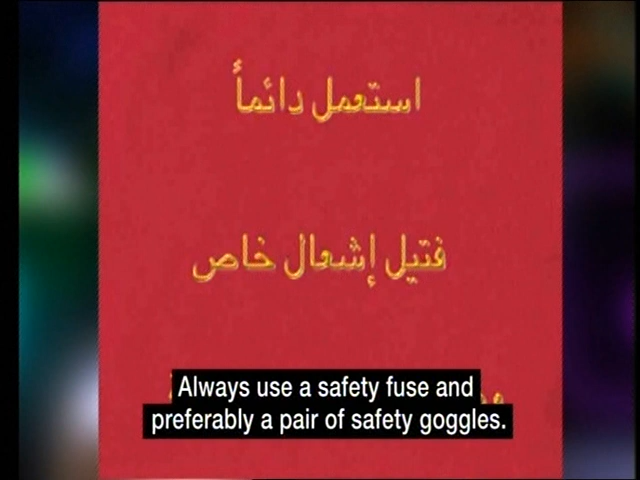 استعمل دائماً
فتيل إشعال خاص
Always use a safety fuse and
preferably a pair of safety goggles.